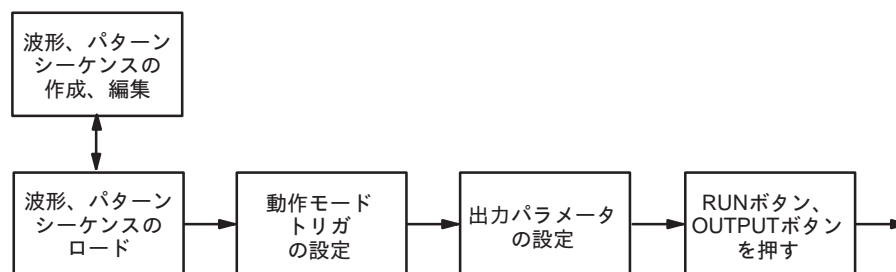 波形、パターン
シーケンスの
作成、編集
波形、パターン
シーケンスの
ロード
動作モード
トリガ
の設定
出力パラメータ
の設定
RUNボタン、
OUTPUTボタン
を押す